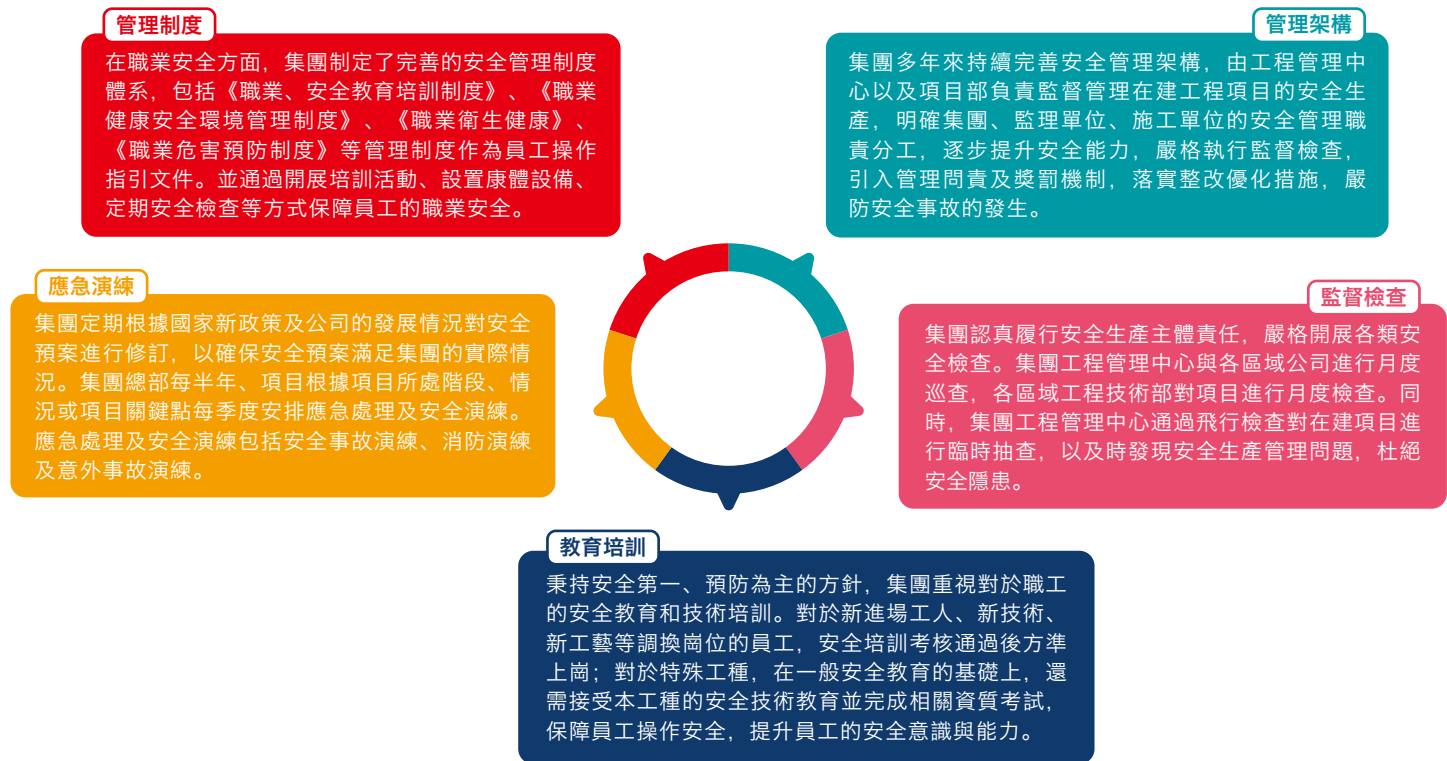 管理制度
在職業安全方面，集團制定了完善的安全管理制度
體系，包括《職業、安全教育培訓制度》、《職業
健康安全環境管理制度》、《職業衛生健康》、
《職業危害預防制度》等管理制度作為員工操作
指引文件。並通過開展培訓活動、設置康體設備、
定期安全檢查等方式保障員工的職業安全。
管理架構
集團多年來持續完善安全管理架構，由工程管理中
心以及項目部負責監督管理在建工程項目的安全生
產，明確集團、監理單位、施工單位的安全管理職
責分工，逐步提升安全能力，嚴格執行監督檢查，
引入管理問責及獎罰機制，落實整改優化措施，嚴
防安全事故的發生。
應急演練
集團定期根據國家新政策及公司的發展情況對安全
預案進行修訂，以確保安全預案滿足集團的實際情
況。集團總部每半年、項目根據項目所處階段、情
況或項目關鍵點每季度安排應急處理及安全演練。
應急處理及安全演練包括安全事故演練、消防演練
及意外事故演練。
監督檢查
集團認真履行安全生產主體責任，嚴格開展各類安
全檢查。集團工程管理中心與各區域公司進行月度
巡查，各區域工程技術部對項目進行月度檢查。同
時，集團工程管理中心通過飛行檢查對在建項目進
行臨時抽查，以及時發現安全生產管理問題，杜絕
安全隱患。
教育培訓
秉持安全第一、預防為主的方針，集團重視對於職工
的安全教育和技術培訓。對於新進場工人、新技術、
新工藝等調換崗位的員工，安全培訓考核通過後方準
上崗；對於特殊工種，在一般安全教育的基礎上，還
需接受本工種的安全技術教育並完成相關資質考試，
保障員工操作安全，提升員工的安全意識與能力。